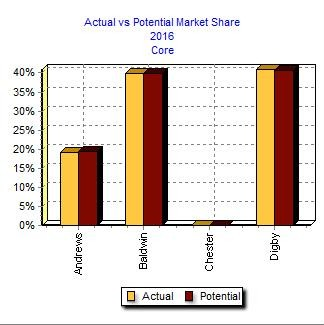 Actual vs Potential Market Share
2016
Core
40%
35%
30%
25%
20%
15%
10%
5%
0%
Andrews
Baldwin
Chester
Digby
Actual
Potential